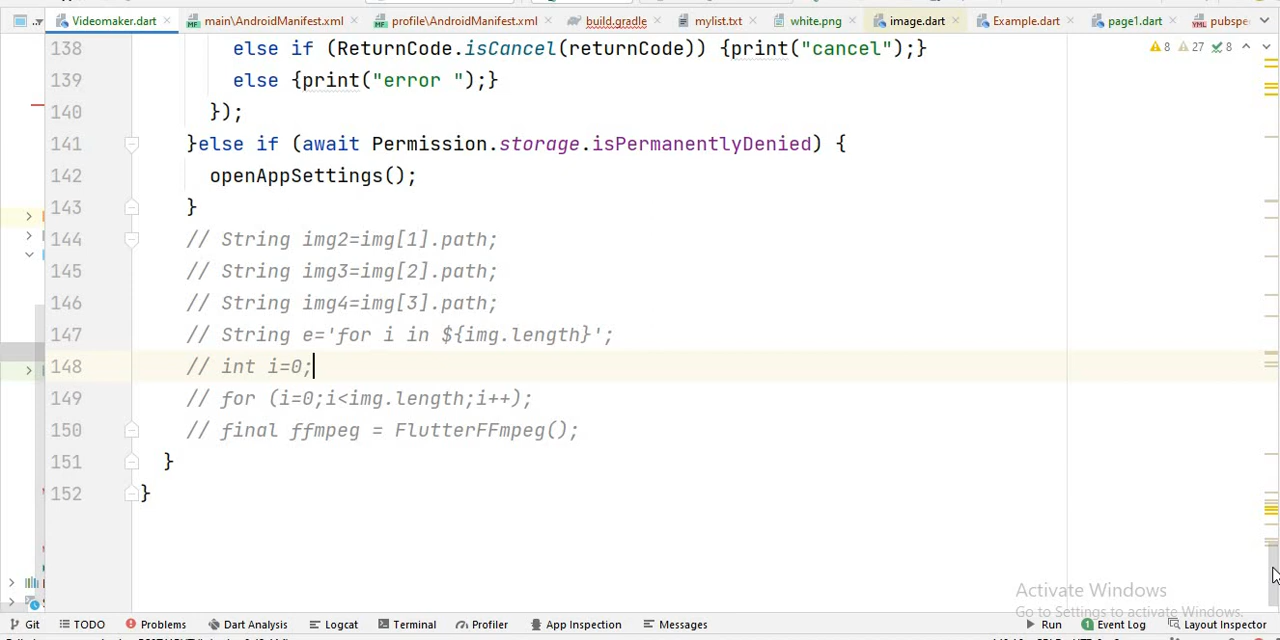 Videomaker.dart main\AndroidManifest.xml profile\AndroidManifest.xml build.gradle mylist.txt white.png image.dart Example.dart page1.dart pubspe
138 else if (ReturnCode.isCancel(returnCode)) {print("cancel");} 8 27 8
139 else {print("error ");}
140 });
141 }else if (await Permission.storage.isPermanentlyDenied) {
142 openAppSettings();
143 }
144 // String img2=img[1].path;
145 // String img3=img[2].path;
146 // String img4=img[3].path;
147 // String e='for i in ${img.length}';
148 // int i=0;
149 // for (i=0;i<img.length;i++);
150 // final ffmpeg = FlutterFFmpeg();
151 }
152 }
Activate Windows
Go to Settings to activate Windows.
Git TODO Problems Dart Analysis Logcat Terminal Profiler App Inspection Messages Run 1 Event Log Layout Inspector